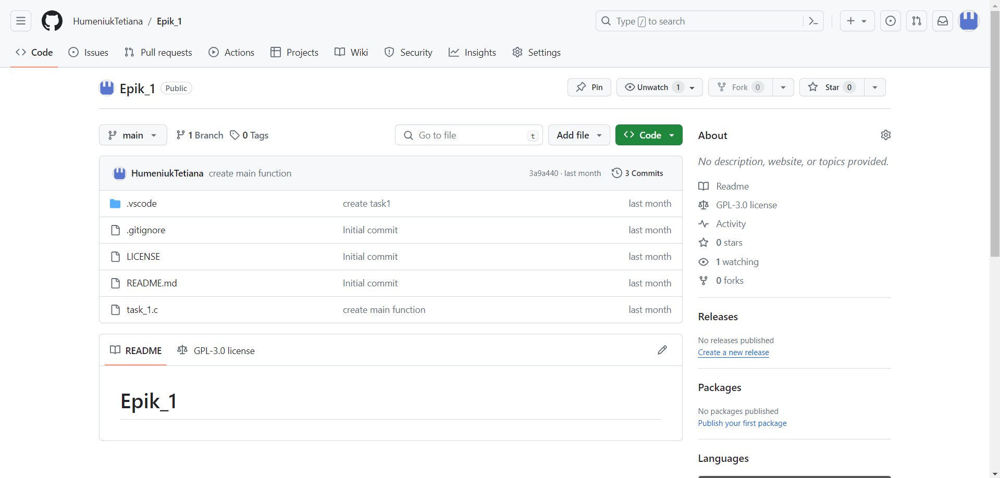 HumeniukTetiana / Epik_1
Type / to search
Code Issues Pull requests Actions Projects Wiki Security Insights Settings
Epik_1 Public
Pin Unwatch 1 Fork 0 Star 0
main 1 Branch 0 Tags Go to file t Add file Code
HumeniukTetiana create main function 3a9a440 · last month 3 Commits
.vscode create task1 last month
.gitignore Initial commit last month
LICENSE Initial commit last month
README.md Initial commit last month
task_1.c create main function last month
README GPL-3.0 license
Epik_1
About
No description, website, or topics provided.
Readme
GPL-3.0 license
Activity
0 stars
1 watching
0 forks
Releases
No releases published
Create a new release
Packages
No packages published
Publish your first package
Languages